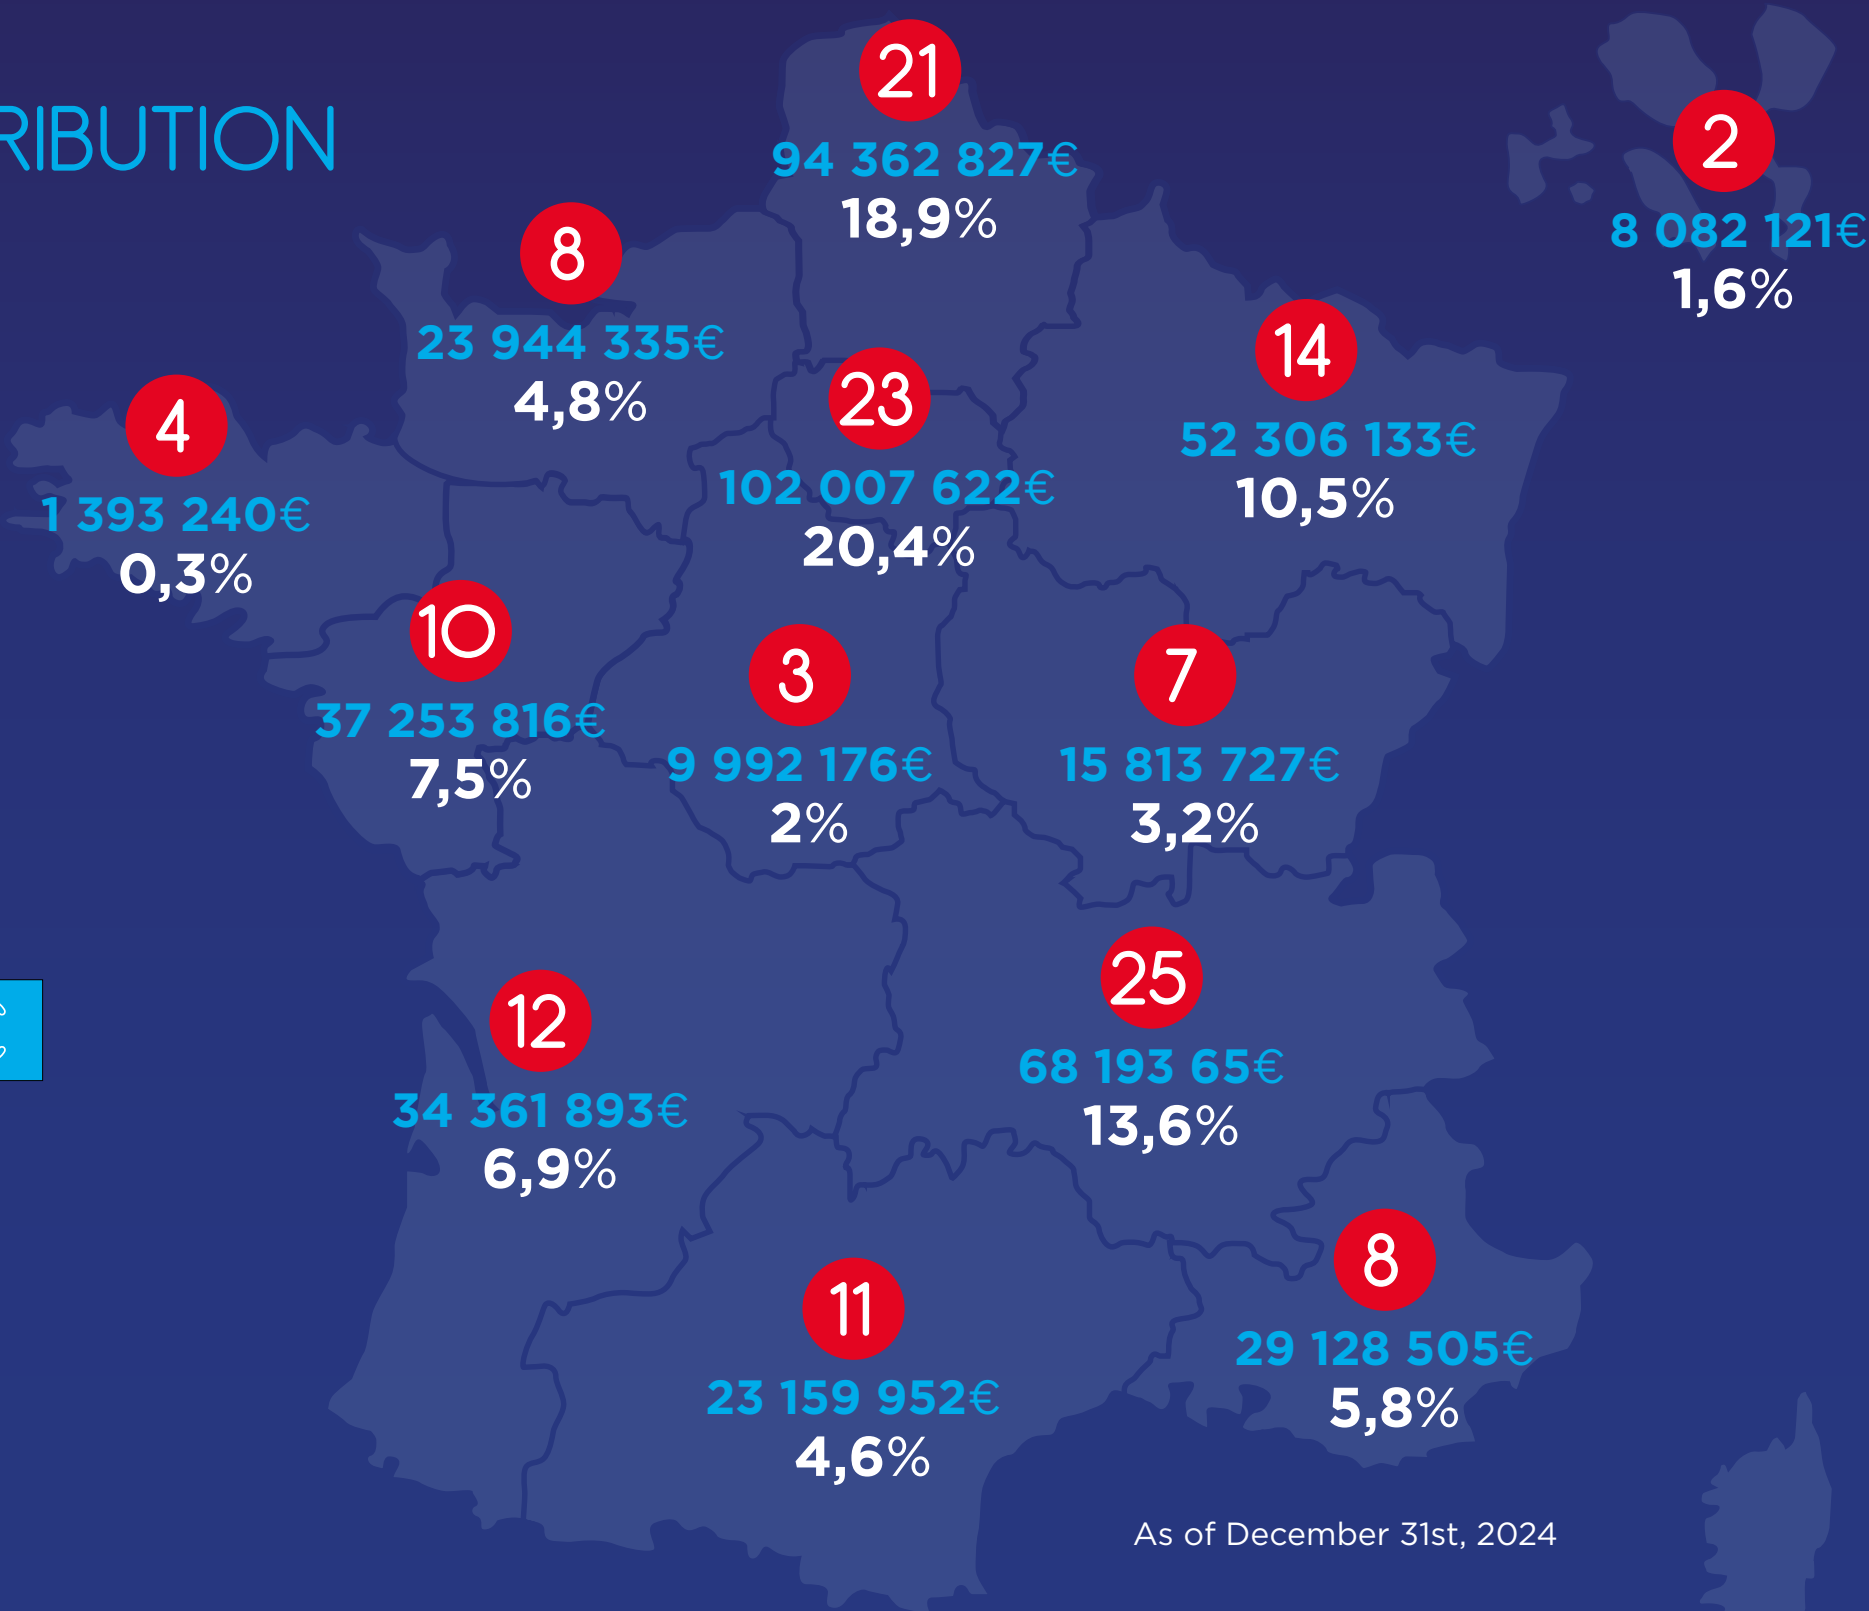 RIBUTION
21
94 362 827€
18,9%
2
8 082 121€
1,6%
8
23 944 335€
4,8%
14
52 306 133€
10,5%
23
102 007 622€
20,4%
4
1 393 240€
0,3%
10
37 253 816€
7,5%
3
9 992 176€
2%
7
15 813 727€
3,2%
25
68 193 65€
13,6%
12
34 361 893€
6,9%
8
29 128 505€
5,8%
11
23 159 952€
4,6%
As of December 31st, 2024